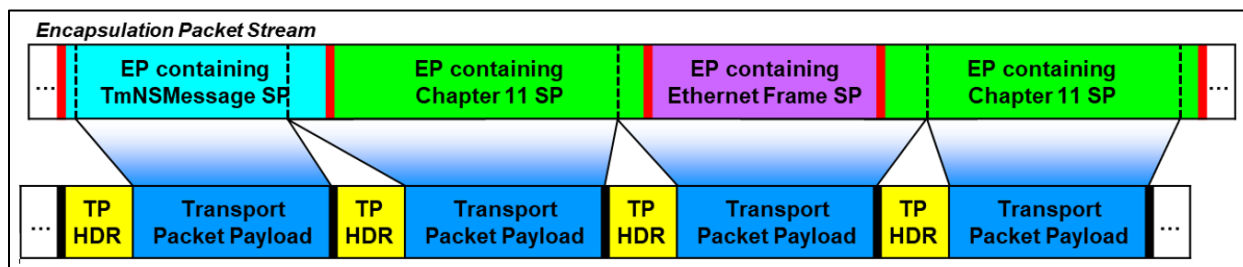 Encapsulation Packet Stream
...
EP containing
TmNSMessage SP
EP containing
Chapter 11 SP
EP containing
Ethernet Frame SP
EP containing
Chapter 11 SP
...
...
TP
HDR
Transport
Packet Payload
TP
HDR
Transport
Packet Payload
TP
HDR
Transport
Packet Payload
TP
HDR
Transport
Packet Payload
...